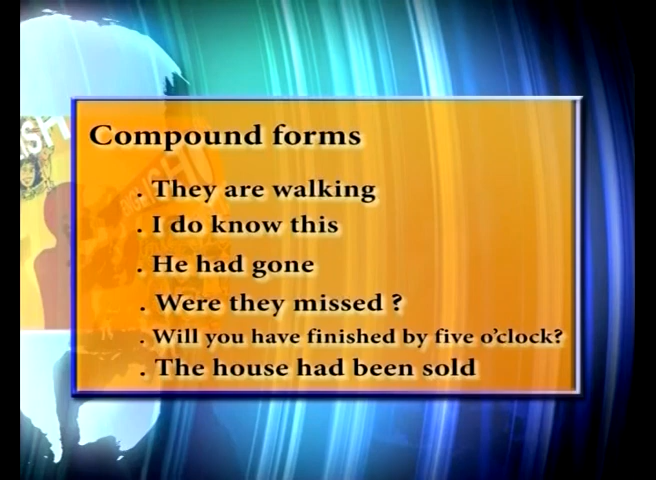 Compound forms
. They are walking
. I do know this
. He had gone
. Were they missed ?
. Will you have finished by five o'clock?
. The house had been sold